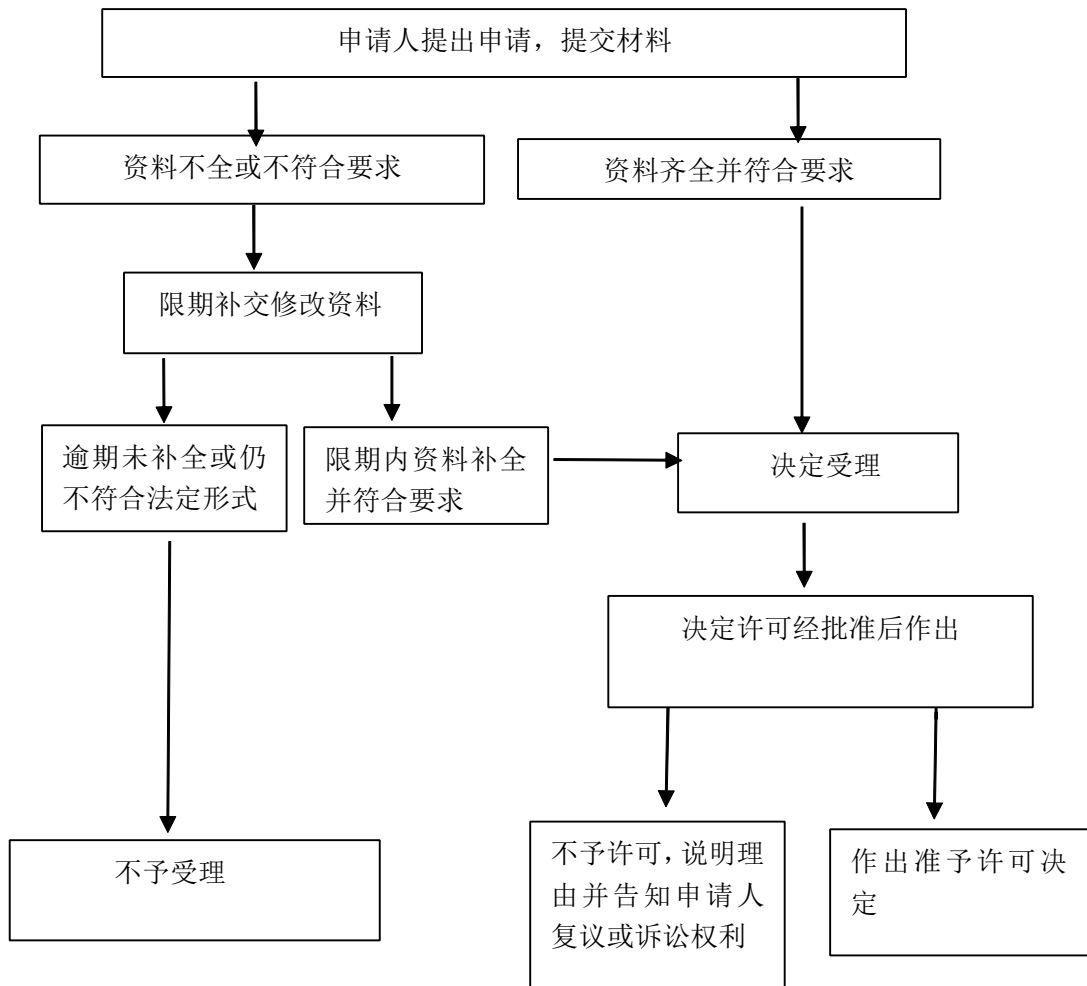 申请人提出申请，提交材料
资料不全或不符合要求
资料齐全并符合要求
限期补交修改资料
逾期未补全或仍
不符合法定形式
限期内资料补全
并符合要求
决定受理
决定许可经批准后作出
不予受理
不予许可，说明理
由并告知申请人
复议或诉讼权利
作出准予许可决
定